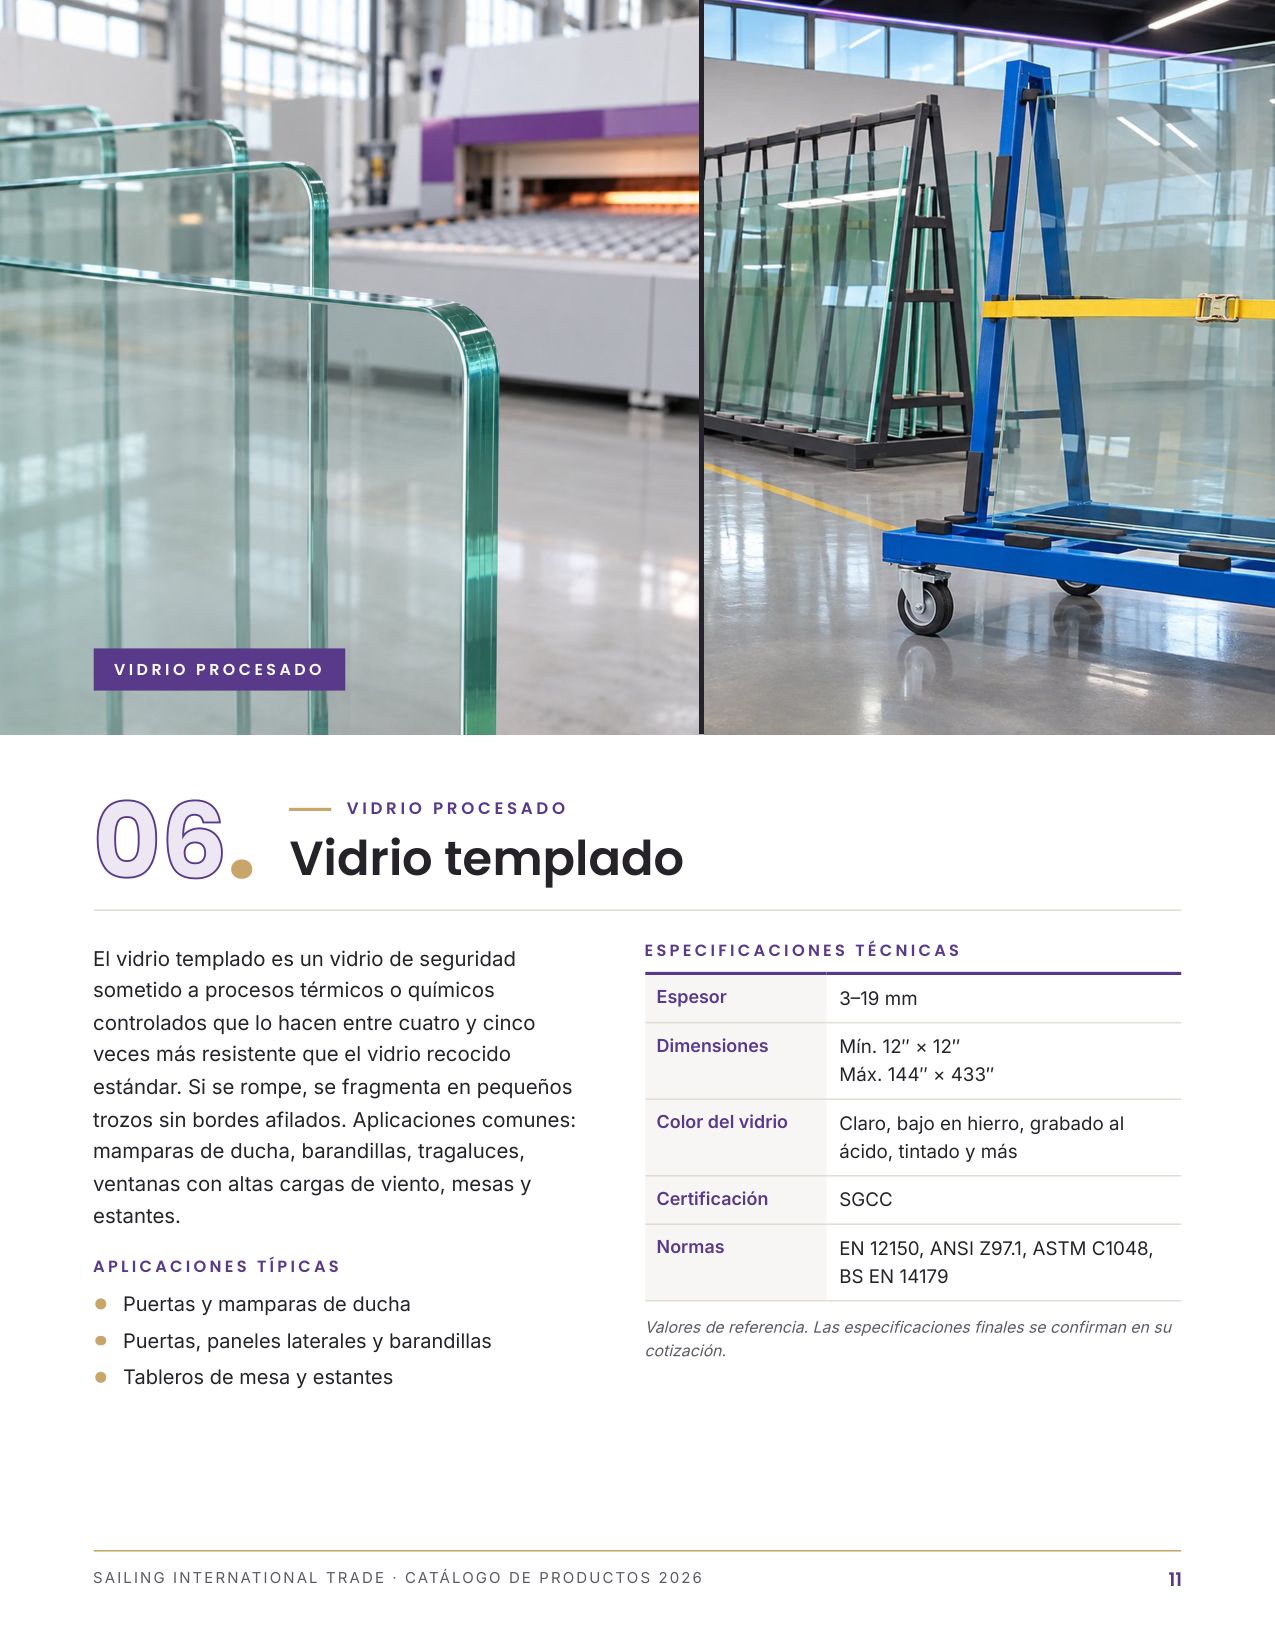 VIDRIO PROCESADO
06.
VIDRIO PROCESADO
Vidrio templado
El vidrio templado es un vidrio de seguridad
sometido a procesos térmicos o químicos
controlados que lo hacen entre cuatro y cinco
veces más resistente que el vidrio recocido
estándar. Si se rompe, se fragmenta en pequeños
trozos sin bordes afilados. Aplicaciones comunes:
mamparas de ducha, barandillas, tragaluces,
ventanas con altas cargas de viento, mesas y
estantes.
APLICACIONES TÍPICAS
Puertas y mamparas de ducha
Puertas, paneles laterales y barandillas
Tableros de mesa y estantes
ESPECIFICACIONES TÉCNICAS
Espesor 3–19 mm
Dimensiones Mín. 12″ × 12″
Máx. 144″ × 433″
Color del vidrio Claro, bajo en hierro, grabado al
ácido, tintado y más
Certificación SGCC
Normas EN 12150, ANSI Z97.1, ASTM C1048,
BS EN 14179
Valores de referencia. Las especificaciones finales se confirman en su
cotización.
SAILING INTERNATIONAL TRADE · CATÁLOGO DE PRODUCTOS 2026
11